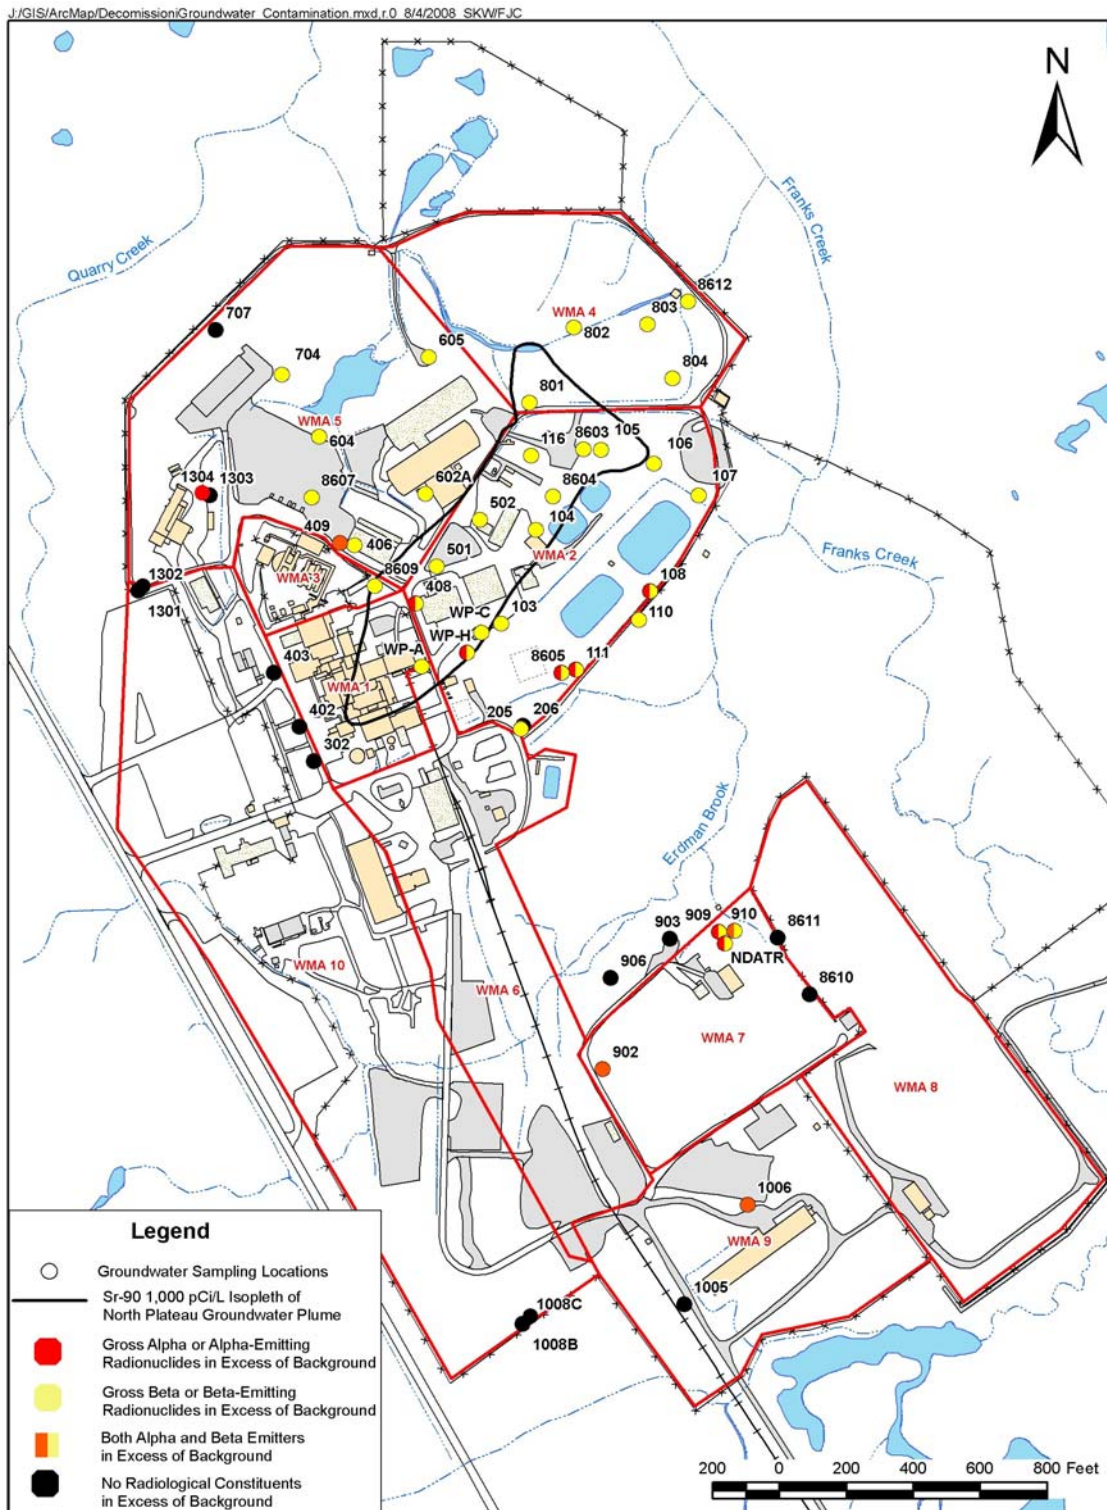 J:/GIS/ArcMap/DecomissioniGroundwater_Contamination.mxd,r.0 8/4/2008 SKW/FJC
N
Franks Creek
Quarry Creek
8612
707
WMA 4
803
802
605
704
804
801
WMA 5
604
116
8603
105
106
1304
1303
8607
602A
8604
107
502
104
409
406
501
WMA 2
Franks Creek
WMA 3
8609
408
108
1302
1301
WP-C
103
110
WP-H
403
WP-A
8605
111
WMA 1
402
205
206
302
Erdman Brook
903
909
910
8611
NDATR
906
WMA 10
8610
WMA 6
WMA 7
902
WMA 8
1006
WMA 9
1005
1008C
1008B
Legend
Groundwater Sampling Locations
Sr-90 1,000 pCi/L Isopleth of
North Plateau Groundwater Plume
Gross Alpha or Alpha-Emitting
Radionuclides in Excess of Background
Gross Beta or Beta-Emitting
Radionuclides in Excess of Background
Both Alpha and Beta Emitters
in Excess of Background
No Radiological Constituents
in Excess of Background
200 0 200 400 600 800 Feet